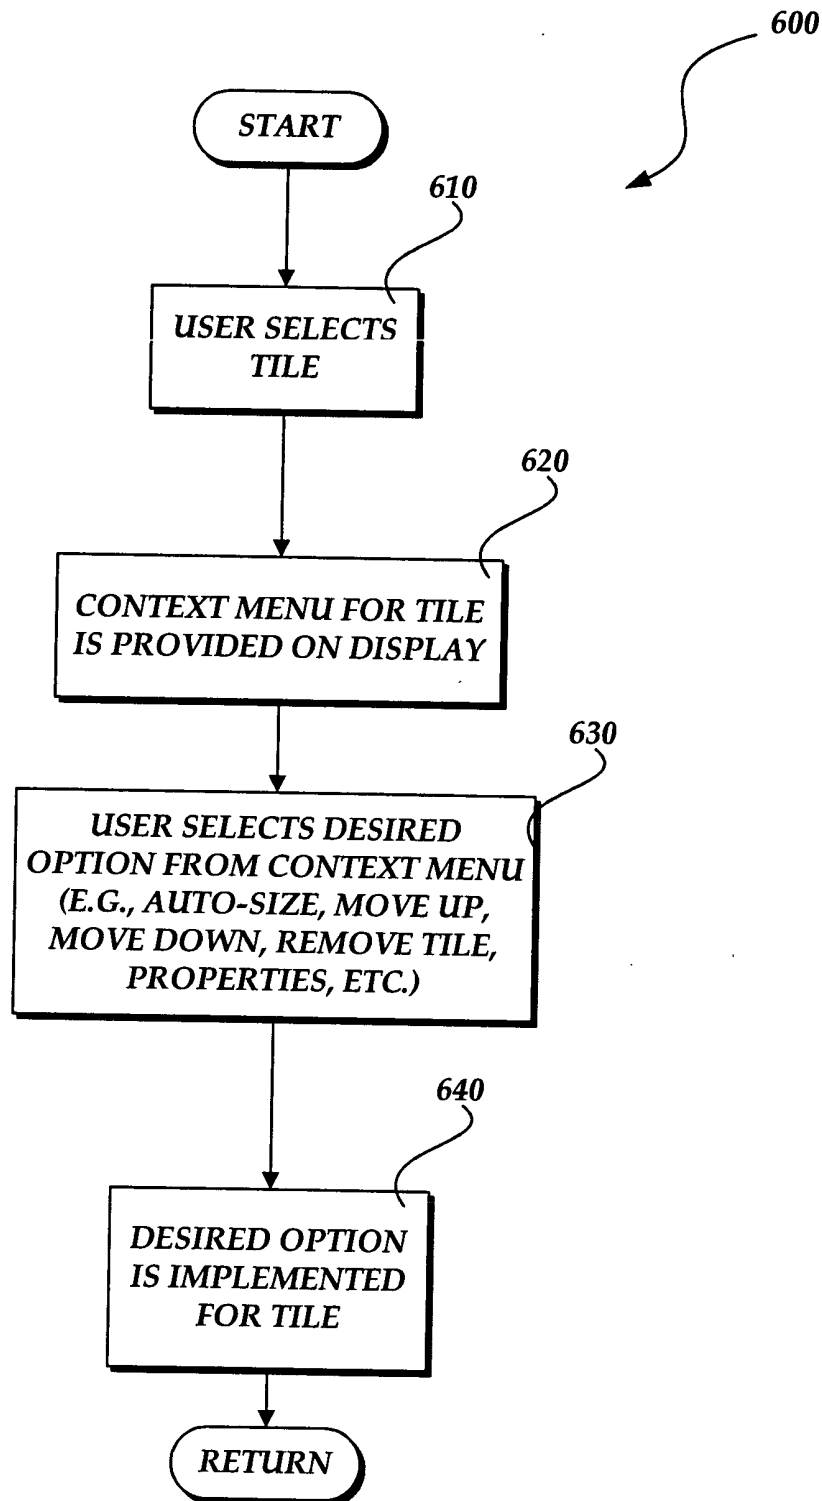 600
START
610
USER SELECTS
TILE
620
CONTEXT MENU FOR TILE
IS PROVIDED ON DISPLAY
630
USER SELECTS DESIRED
OPTION FROM CONTEXT MENU
(E.G., AUTO-SIZE, MOVE UP,
MOVE DOWN, REMOVE TILE,
PROPERTIES, ETC.)
640
DESIRED OPTION
IS IMPLEMENTED
FOR TILE
RETURN